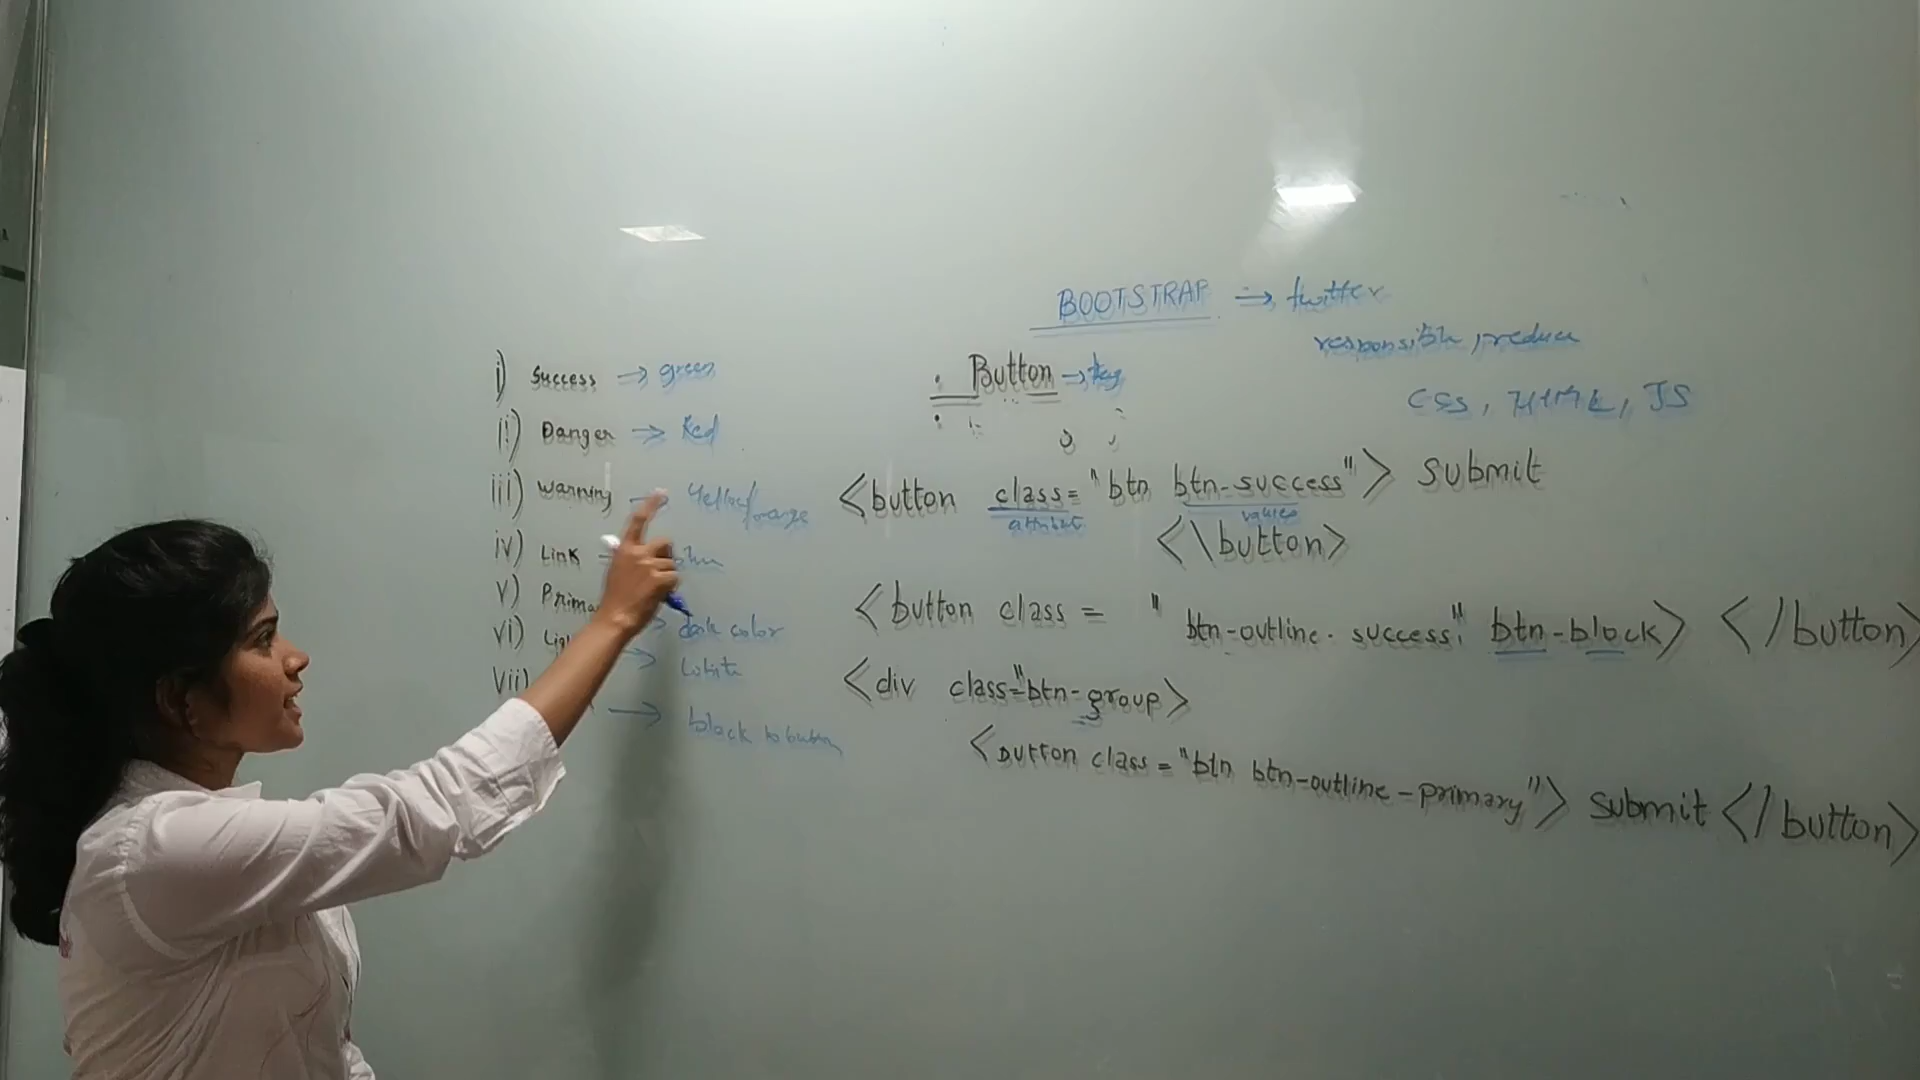 BOOTSTRAP → twitter
responsible, produce
CSS, HTML, JS
. Button → tag
i) Success → green
ii) Danger → Red
iii) Warning → Yellow/orange
iv) Link → blue
v) Prima
→ dark color
vi) Lig → white
vii)
→ black button
<button class= "btn btn-success"> Submit
attribute values
<\button>
<button class = " btn-outline. success" btn-block> </button>
<div class="btn-group>
<button class = "btn btn-outline-primary"> Submit </button>